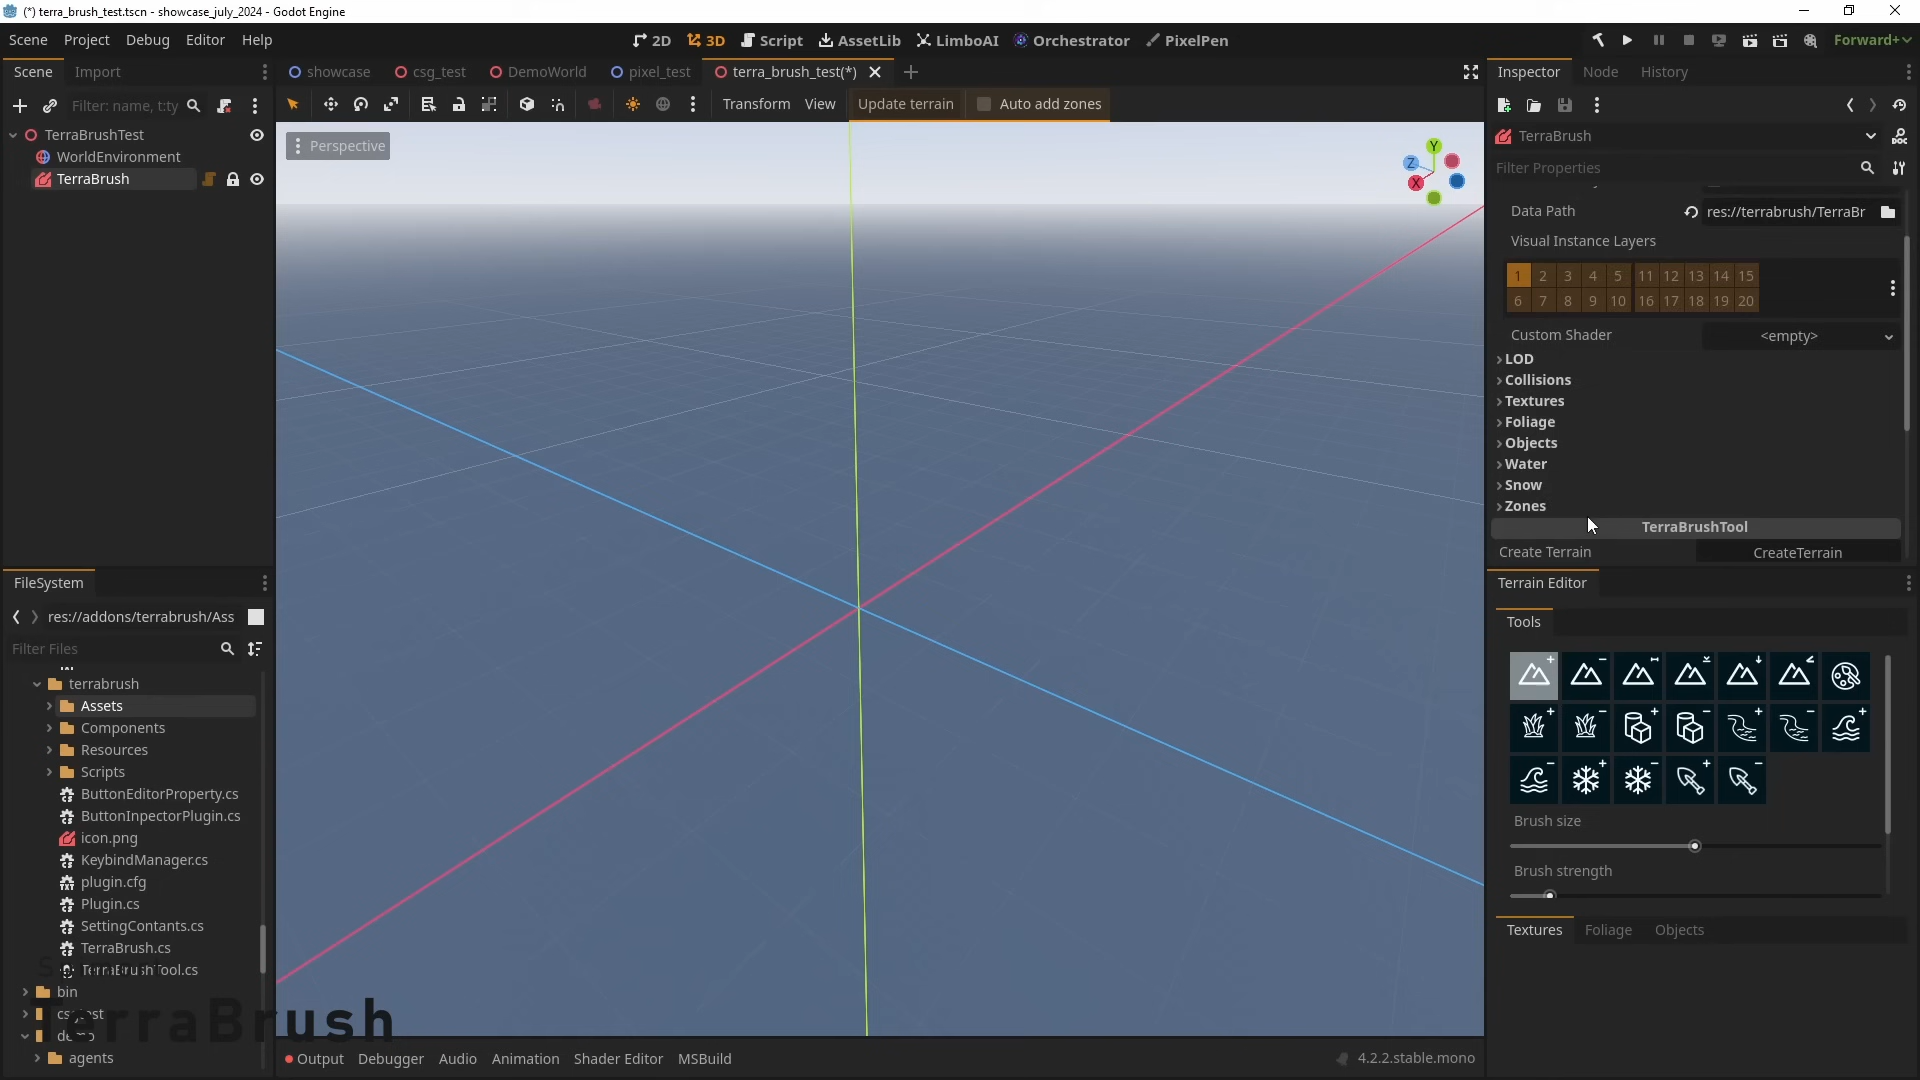 (*) terra_brush_test.tscn - showcase_july_2024 - Godot Engine
Scene Project Debug Editor Help
2D 3D Script AssetLib LimboAI Orchestrator PixelPen
Forward+
Scene Import
showcase csg_test DemoWorld pixel_test terra_brush_test(*)
Inspector Node History
Filter: name, t:ty
Transform View Update terrain Auto add zones
TerraBrushTest
WorldEnvironment
TerraBrush
Perspective
Y
Z
X
TerraBrush
Filter Properties
Data Path res://terrabrush/TerraBr
Visual Instance Layers
1 2 3 4 5 11 12 13 14 15
6 7 8 9 10 16 17 18 19 20
Custom Shader <empty>
LOD
Collisions
Textures
Foliage
Objects
Water
Snow
Zones
TerraBrushTool
Create Terrain CreateTerrain
Terrain Editor
Tools
Brush size
Brush strength
Textures Foliage Objects
FileSystem
res://addons/terrabrush/Ass
Filter Files
terrabrush
Assets
Components
Resources
Scripts
ButtonEditorProperty.cs
ButtonInpectorPlugin.cs
icon.png
KeybindManager.cs
plugin.cfg
Plugin.cs
SettingContants.cs
TerraBrush.cs
TerraBrushTool.cs
bin
demo
agents
TerraBrush
Output Debugger Audio Animation Shader Editor MSBuild
4.2.2.stable.mono